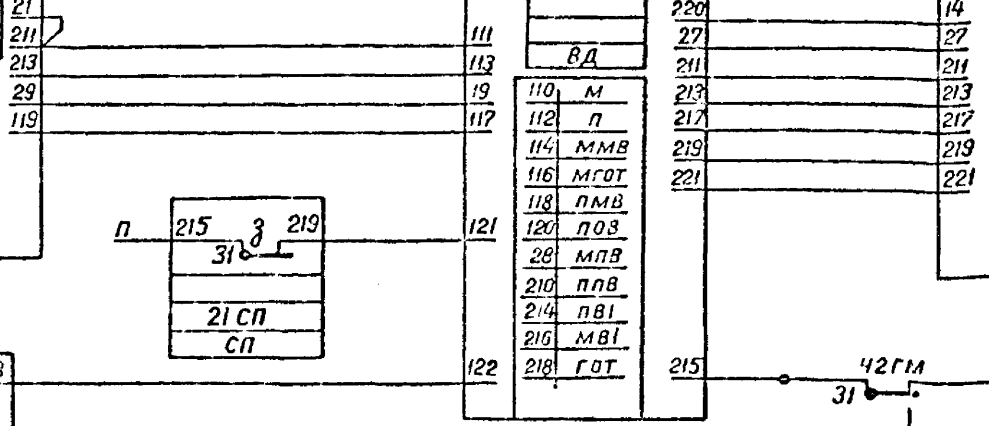 21
211
213
29
119
111
113
19
117
ВД
110 М
112 П
114 ММВ
116 МГОТ
118 ПМВ
120 ПОВ
28 МПВ
210 ППВ
214 ПВ1
216 МВ1
218 ГОТ
220
27
211
213
217
219
221
14
27
211
213
217
219
221
П
215 З 219
31
21 СП
СП
121
122
215
42ГМ
31